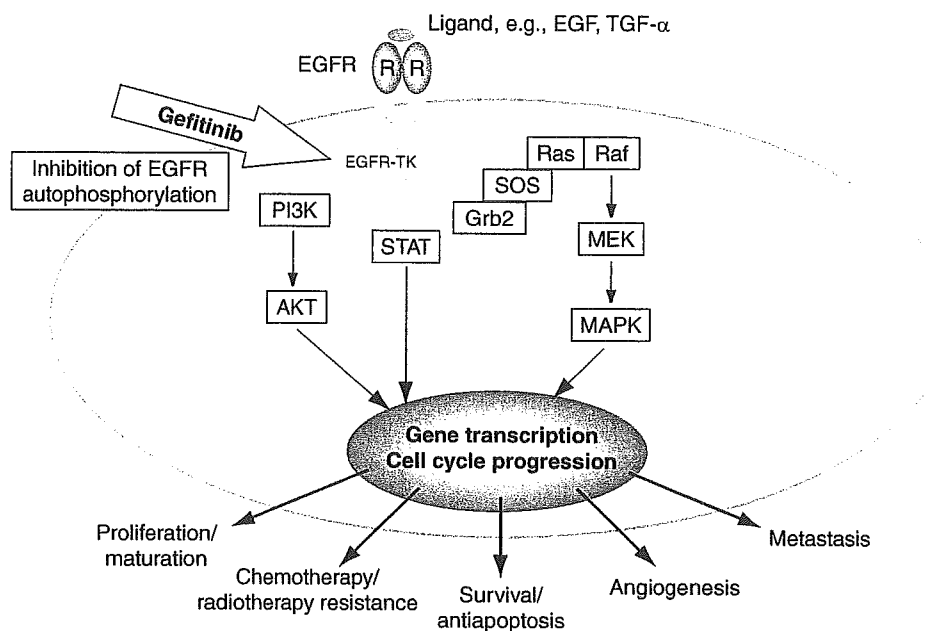 Ligand, e.g., EGF, TGF-α
EGFR
R R
Gefitinib
EGFR-TK
Inhibition of EGFR
autophosphorylation
Ras Raf
SOS
Grb2
PI3K
STAT
MEK
AKT
MAPK
Gene transcription
Cell cycle progression
Proliferation/
maturation
Chemotherapy/
radiotherapy resistance
Survival/
antiapoptosis
Angiogenesis
Metastasis